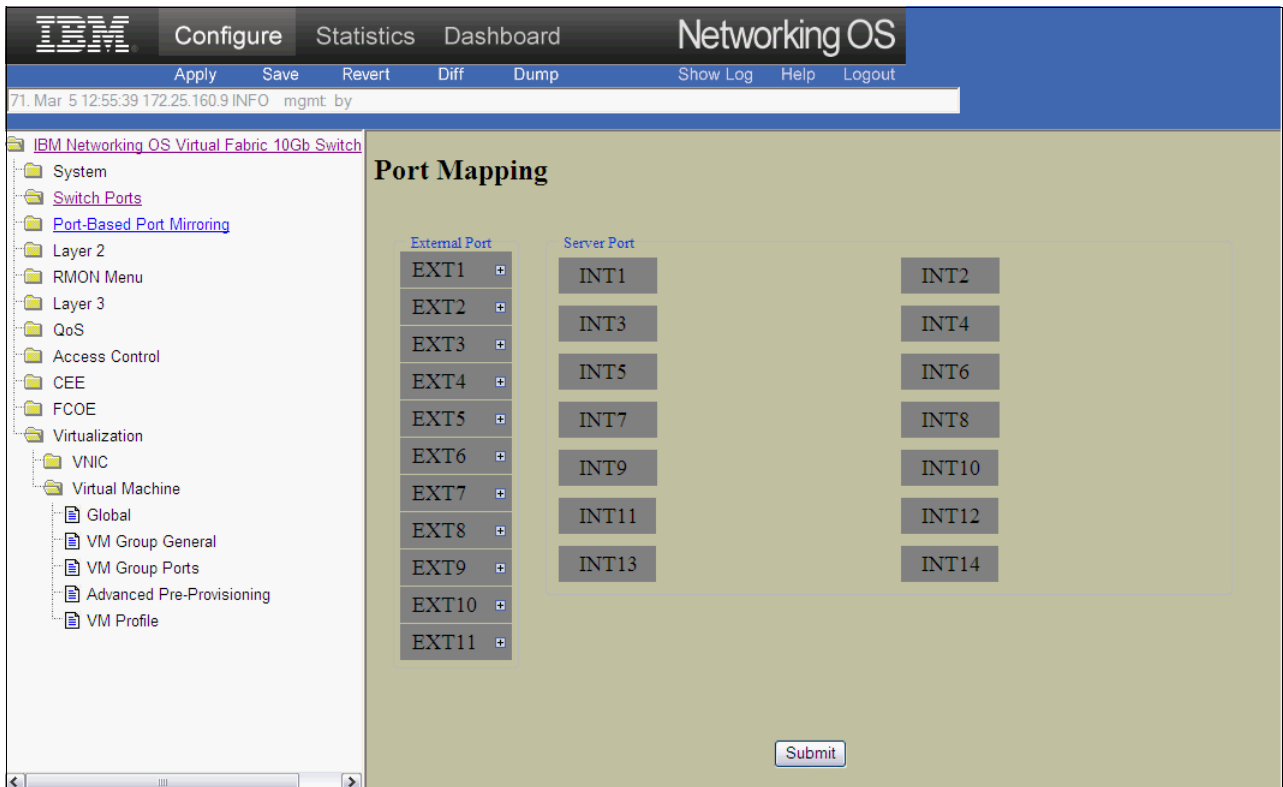 IBM Configure Statistics Dashboard Networking OS
Apply Save Revert Diff Dump Show Log Help Logout
71. Mar 5 12:55:39 172.25.160.9 INFO mgmt: by
IBM Networking OS Virtual Fabric 10Gb Switch
System
Switch Ports
Port-Based Port Mirroring
Layer 2
RMON Menu
Layer 3
QoS
Access Control
CEE
FCOE
Virtualization
VNIC
Virtual Machine
Global
VM Group General
VM Group Ports
Advanced Pre-Provisioning
VM Profile
Port Mapping
External Port
EXT1
EXT2
EXT3
EXT4
EXT5
EXT6
EXT7
EXT8
EXT9
EXT10
EXT11
Server Port
INT1 INT2
INT3 INT4
INT5 INT6
INT7 INT8
INT9 INT10
INT11 INT12
INT13 INT14
Submit